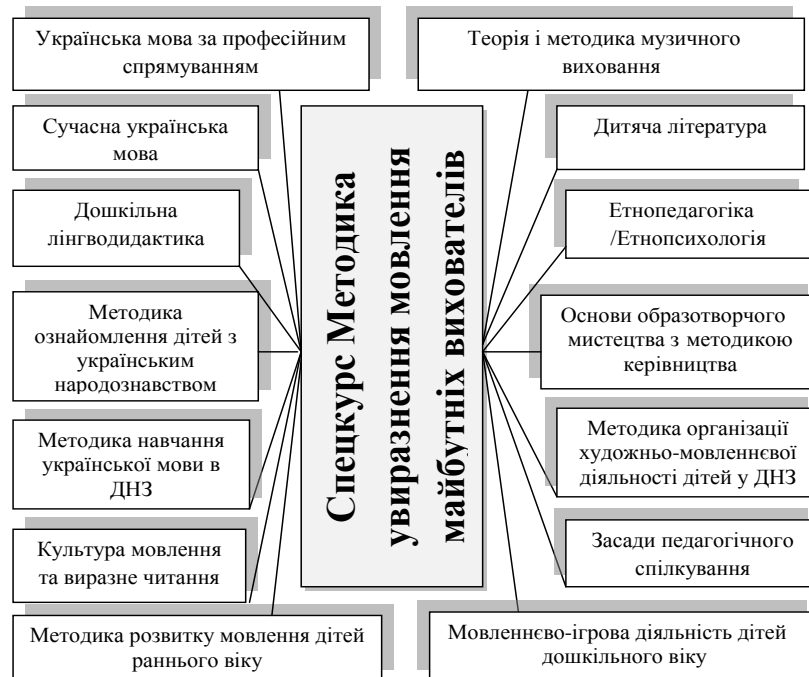 Українська мова за професійним
спрямуванням
Сучасна українська
мова
Дошкільна
лінгводидактика
Методика
ознайомлення дітей з
українським
народознавством
Методика навчання
української мови в
ДНЗ
Культура мовлення
та виразне читання
Методика розвитку мовлення дітей
раннього віку
Спецкурс Методика
увиразнення мовлення
майбутніх вихователів
Теорія і методика музичного
виховання
Дитяча література
Етнопедагогіка
/Етнопсихологія
Основи образотворчого
мистецтва з методикою
керівництва
Методика організації
художньо-мовленнєвої
діяльності дітей у ДНЗ
Засади педагогічного
спілкування
Мовленнєво-ігрова діяльність дітей
дошкільного віку